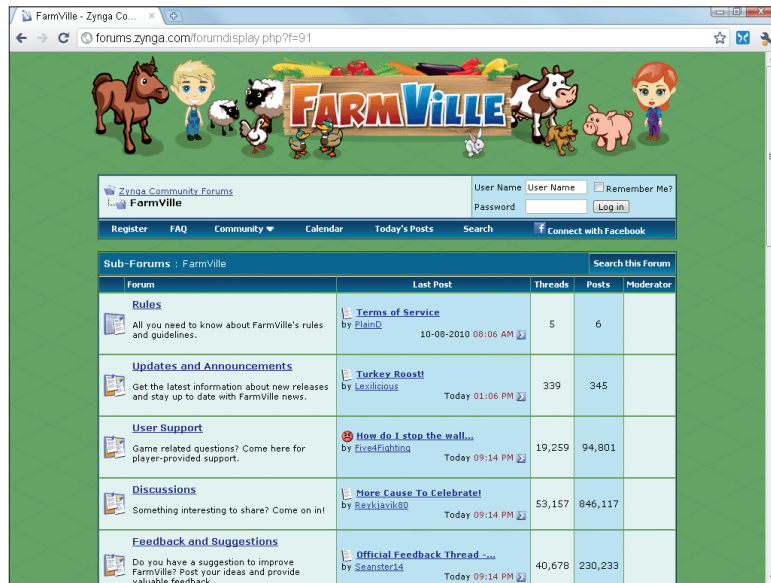 FarmVille - Zynga Co...
forums.zynga.com/forumdisplay.php?f=91
FARMVILLE
Zynga Community Forums
FarmVille
User Name User Name Remember Me?
Password Log in
Register FAQ Community Calendar Today's Posts Search Connect with Facebook
Sub-Forums : FarmVille Search this Forum
Forum Last Post Threads Posts Moderator
Rules
All you need to know about FarmVille's rules
and guidelines.
Terms of Service
by PlainD
10-08-2010 08:06 AM
5 6
Updates and Announcements
Get the latest information about new releases
and stay up to date with FarmVille news.
Turkey Roost!
by Lexilicious
Today 01:06 PM
339 345
User Support
Game related questions? Come here for
player-provided support.
How do I stop the wall...
by Five4Fighting
Today 09:14 PM
19,259 94,801
Discussions
Something interesting to share? Come on in!
More Cause To Celebrate!
by Reykjavik80
Today 09:14 PM
53,157 846,117
Feedback and Suggestions
Do you have a suggestion to improve
FarmVille? Post your ideas and provide
valuable feedback
Official Feedback Thread -...
by Seanster14
Today 09:14 PM
40,678 230,233